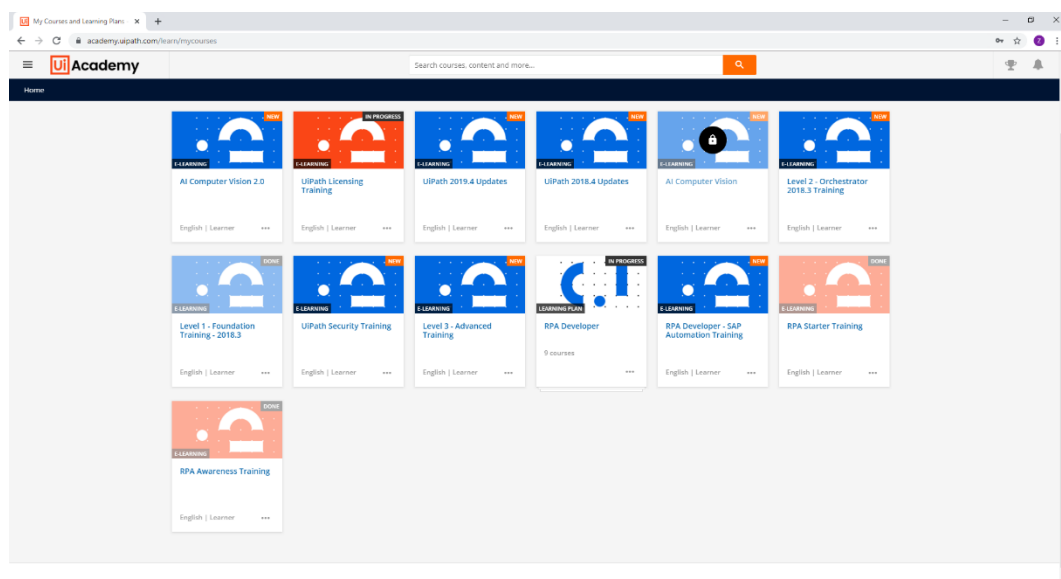 My Courses and Learning Plans -
academy.uipath.com/learn/mycourses
Z
Ui Academy
Search courses, content and more...
Home
NEW
E-LEARNING
AI Computer Vision 2.0
English | Learner
IN PROGRESS
E-LEARNING
UiPath Licensing
Training
English | Learner
NEW
E-LEARNING
UiPath 2019.4 Updates
English | Learner
NEW
E-LEARNING
UiPath 2018.4 Updates
English | Learner
NEW
E-LEARNING
AI Computer Vision
English | Learner
NEW
E-LEARNING
Level 2 - Orchestrator
2018.3 Training
English | Learner
DONE
E-LEARNING
Level 1 - Foundation
Training - 2018.3
English | Learner
NEW
E-LEARNING
UiPath Security Training
English | Learner
NEW
E-LEARNING
Level 3 - Advanced
Training
English | Learner
IN PROGRESS
LEARNING PLAN
RPA Developer
9 courses
NEW
E-LEARNING
RPA Developer - SAP
Automation Training
English | Learner
DONE
E-LEARNING
RPA Starter Training
English | Learner
DONE
E-LEARNING
RPA Awareness Training
English | Learner